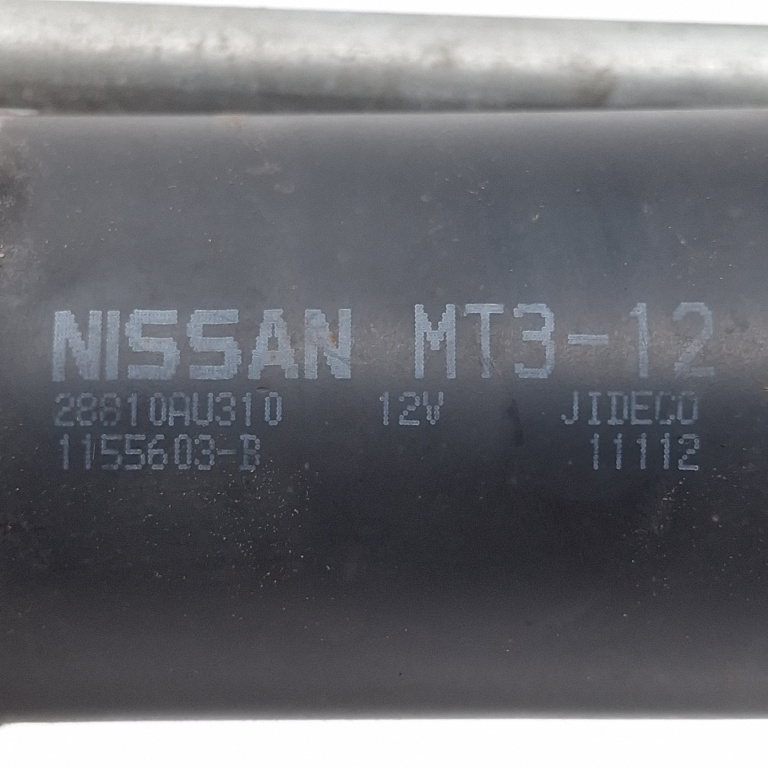 NISSAN MT3-12
28810AU310 12V JIDECO
1155603-B 11112